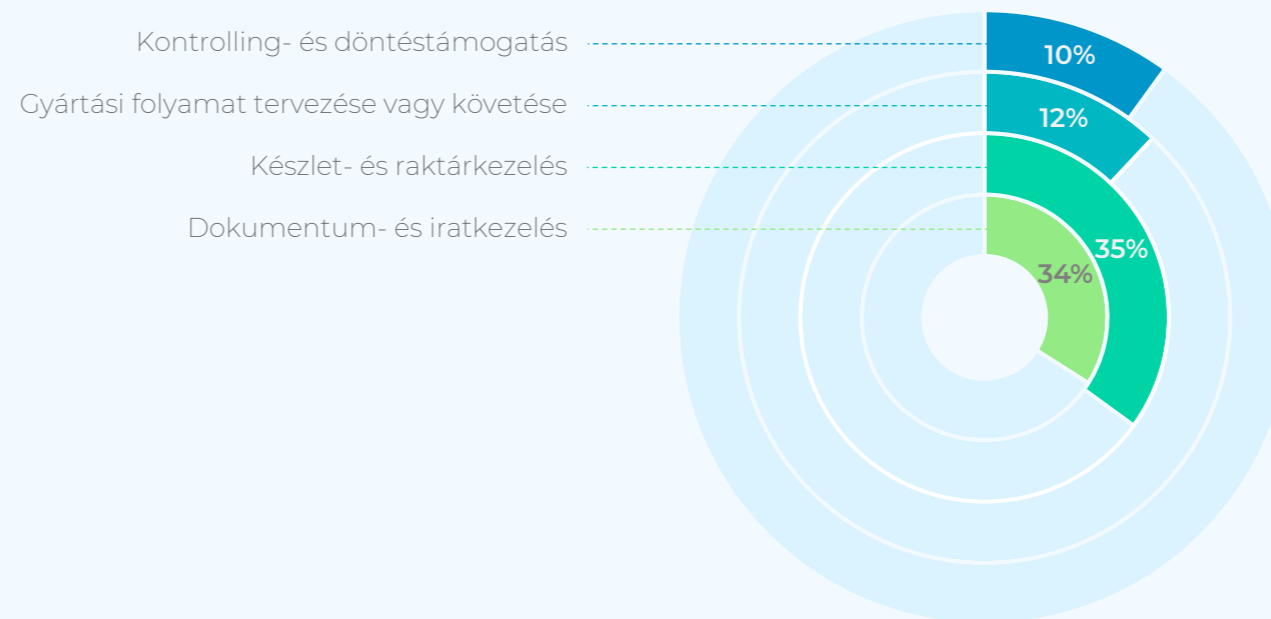 Kontrolling- és döntéstámogatás
10%
Gyártási folyamat tervezése vagy követése
12%
Készlet- és raktárkezelés
35%
Dokumentum- és iratkezelés
34%